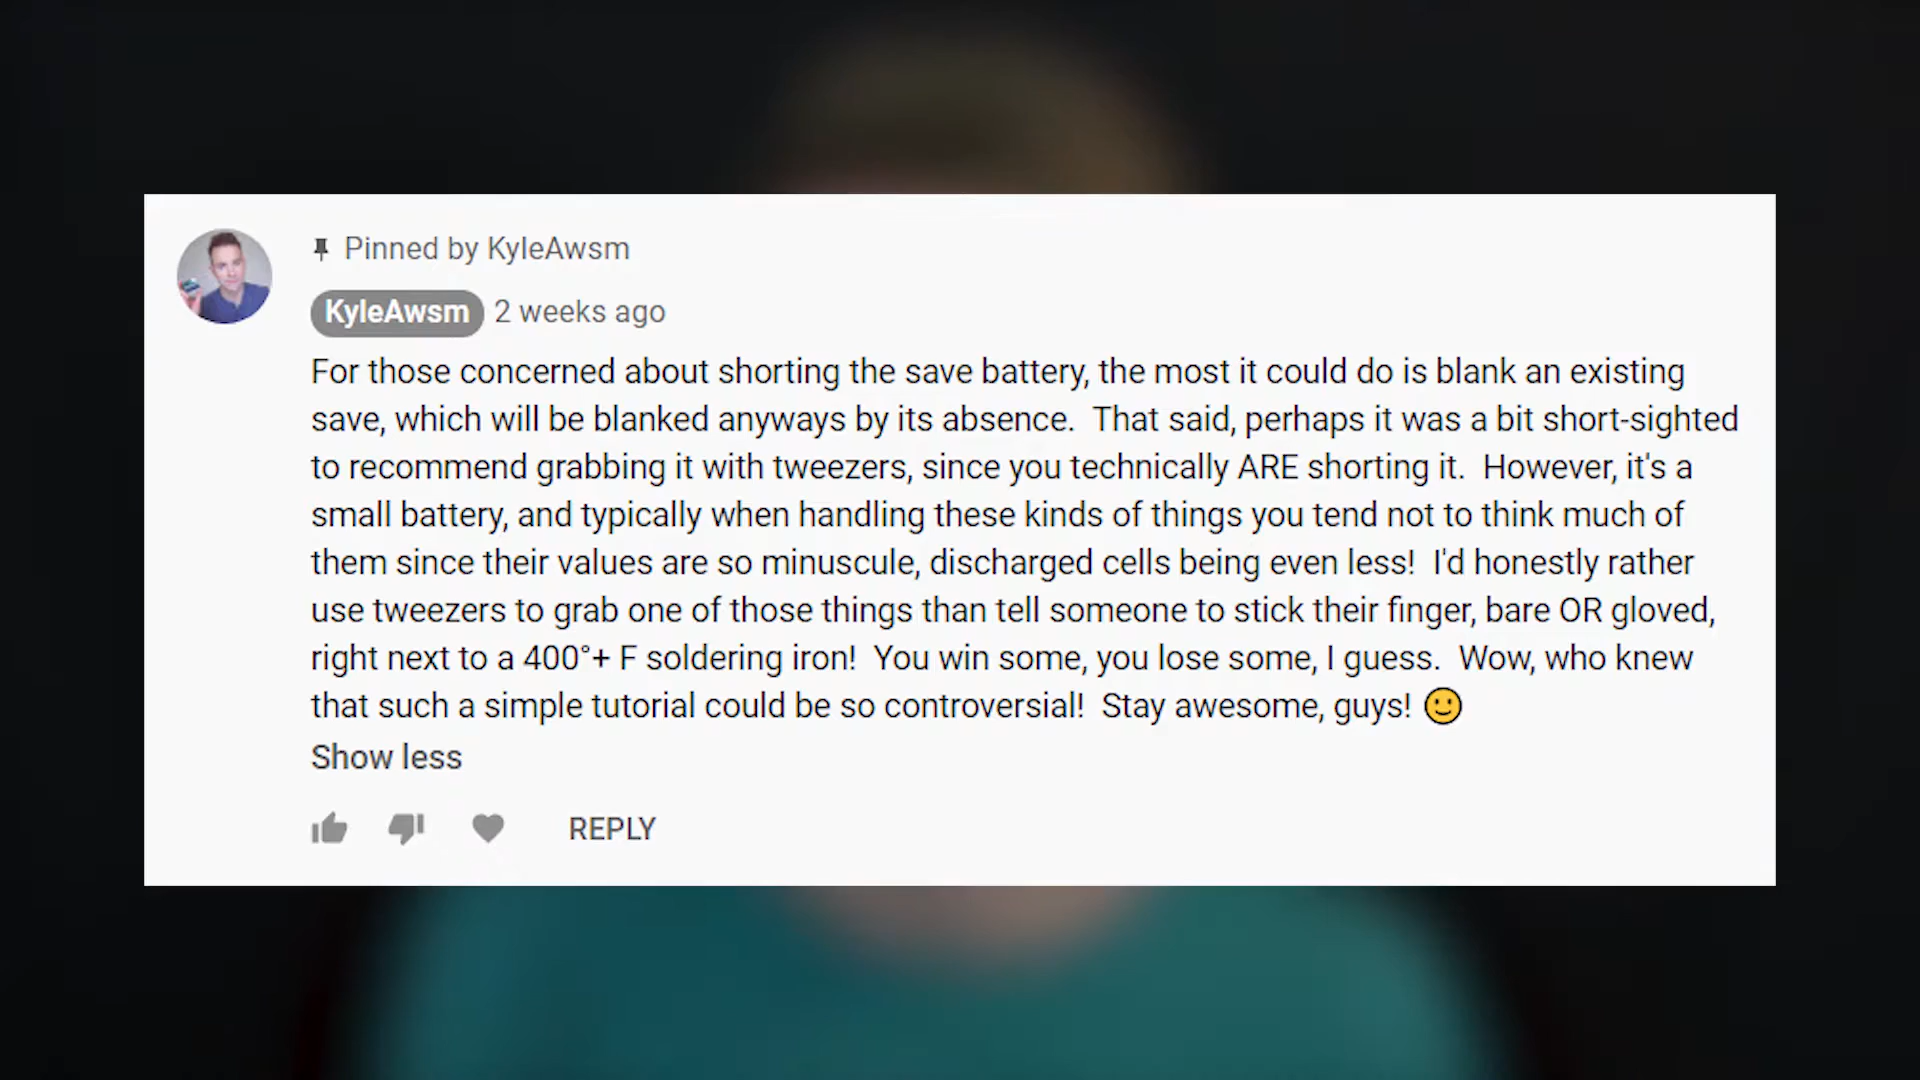 Pinned by KyleAwsm
KyleAwsm 2 weeks ago
For those concerned about shorting the save battery, the most it could do is blank an existing
save, which will be blanked anyways by its absence.  That said, perhaps it was a bit short-sighted
to recommend grabbing it with tweezers, since you technically ARE shorting it.  However, it's a
small battery, and typically when handling these kinds of things you tend not to think much of
them since their values are so minuscule, discharged cells being even less!  I'd honestly rather
use tweezers to grab one of those things than tell someone to stick their finger, bare OR gloved,
right next to a 400°+ F soldering iron!  You win some, you lose some, I guess.  Wow, who knew
that such a simple tutorial could be so controversial!  Stay awesome, guys! 🙂
Show less
REPLY